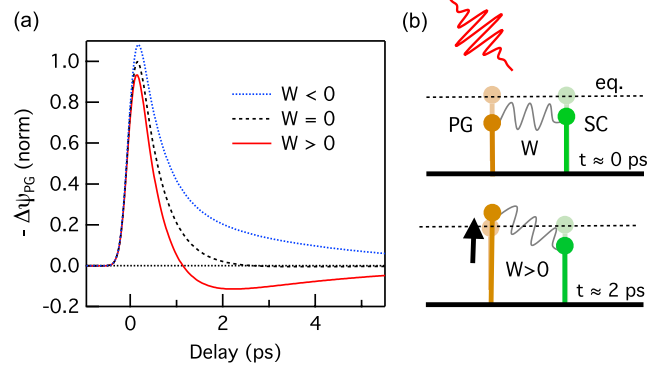 (a)
(b)
- ΔψPG (norm)
1.0
0.8
0.6
0.4
0.2
0.0
-0.2
W < 0
W = 0
W > 0
0
2
4
Delay (ps)
eq.
PG
SC
W
t ≈ 0 ps
W>0
t ≈ 2 ps